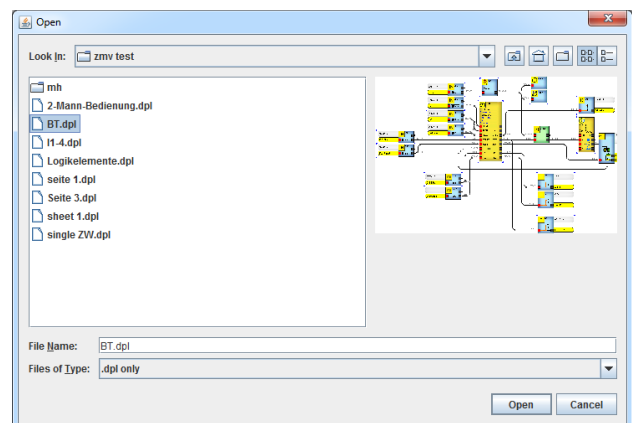 Open
Look In: zmv test
mh
2-Mann-Bedienung.dpl
BT.dpl
I1-4.dpl
Logikelemente.dpl
seite 1.dpl
Seite 3.dpl
sheet 1.dpl
single ZW.dpl
File Name: BT.dpl
Files of Type: .dpl only
Open Cancel